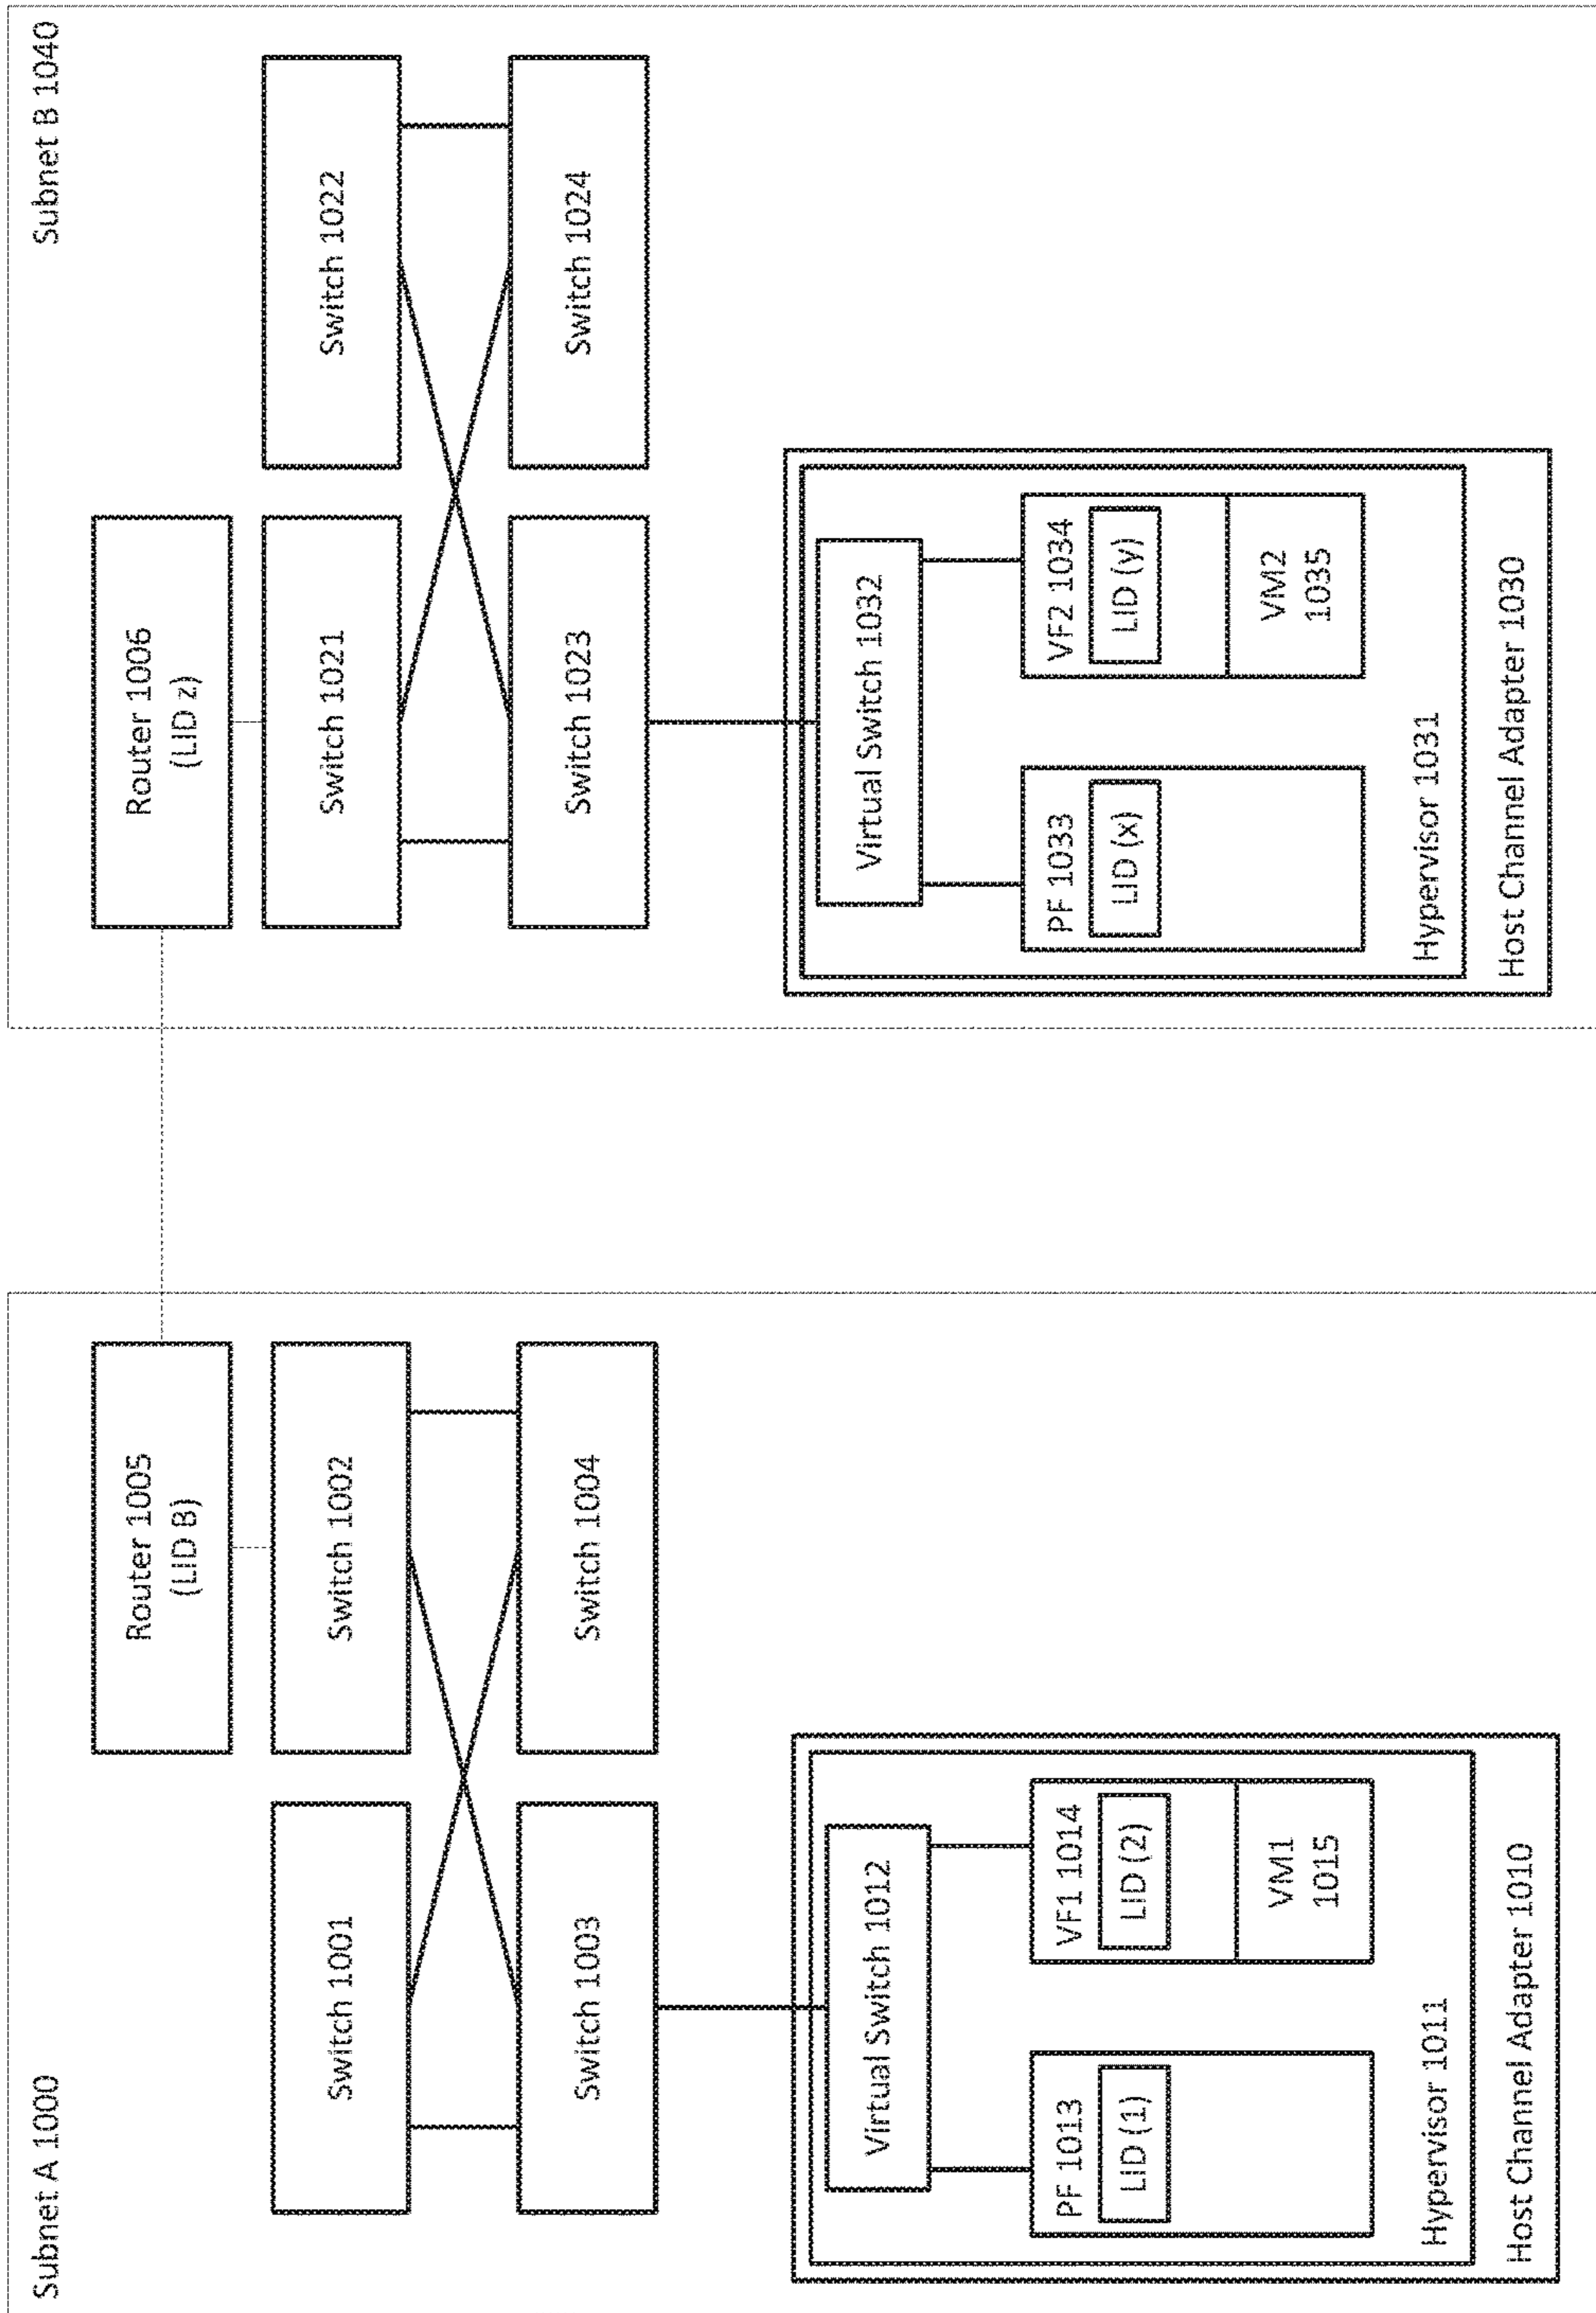 Subnet A 1000
Router 1005
(LID B)
Switch 1001
Switch 1002
Switch 1003
Switch 1004
Virtual Switch 1012
PF 1013
LID (1)
VF1 1014
LID (2)
VM1
1015
Hypervisor 1011
Host Channel Adapter 1010
Subnet B 1040
Router 1006
(LID z)
Switch 1021
Switch 1022
Switch 1023
Switch 1024
Virtual Switch 1032
PF 1033
LID (x)
VF2 1034
LID (y)
VM2
1035
Hypervisor 1031
Host Channel Adapter 1030